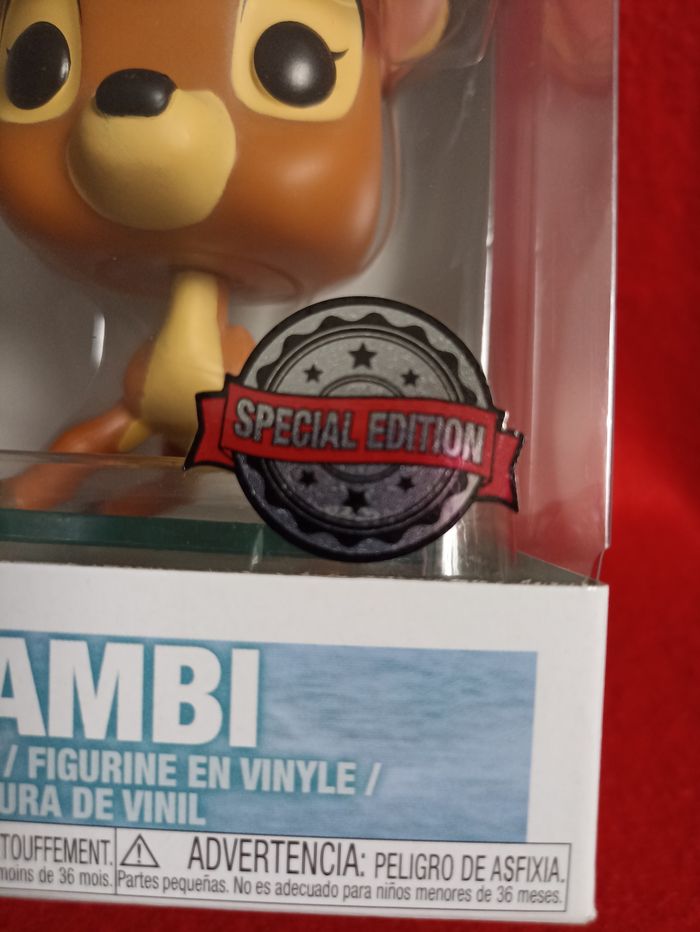 SPECIAL EDITION
AMBI
/ FIGURINE EN VINYLE /
URA DE VINIL
TOUFFEMENT.
moins de 36 mois.
ADVERTENCIA: PELIGRO DE ASFIXIA.
Partes pequeñas. No es adecuado para niños menores de 36 meses.